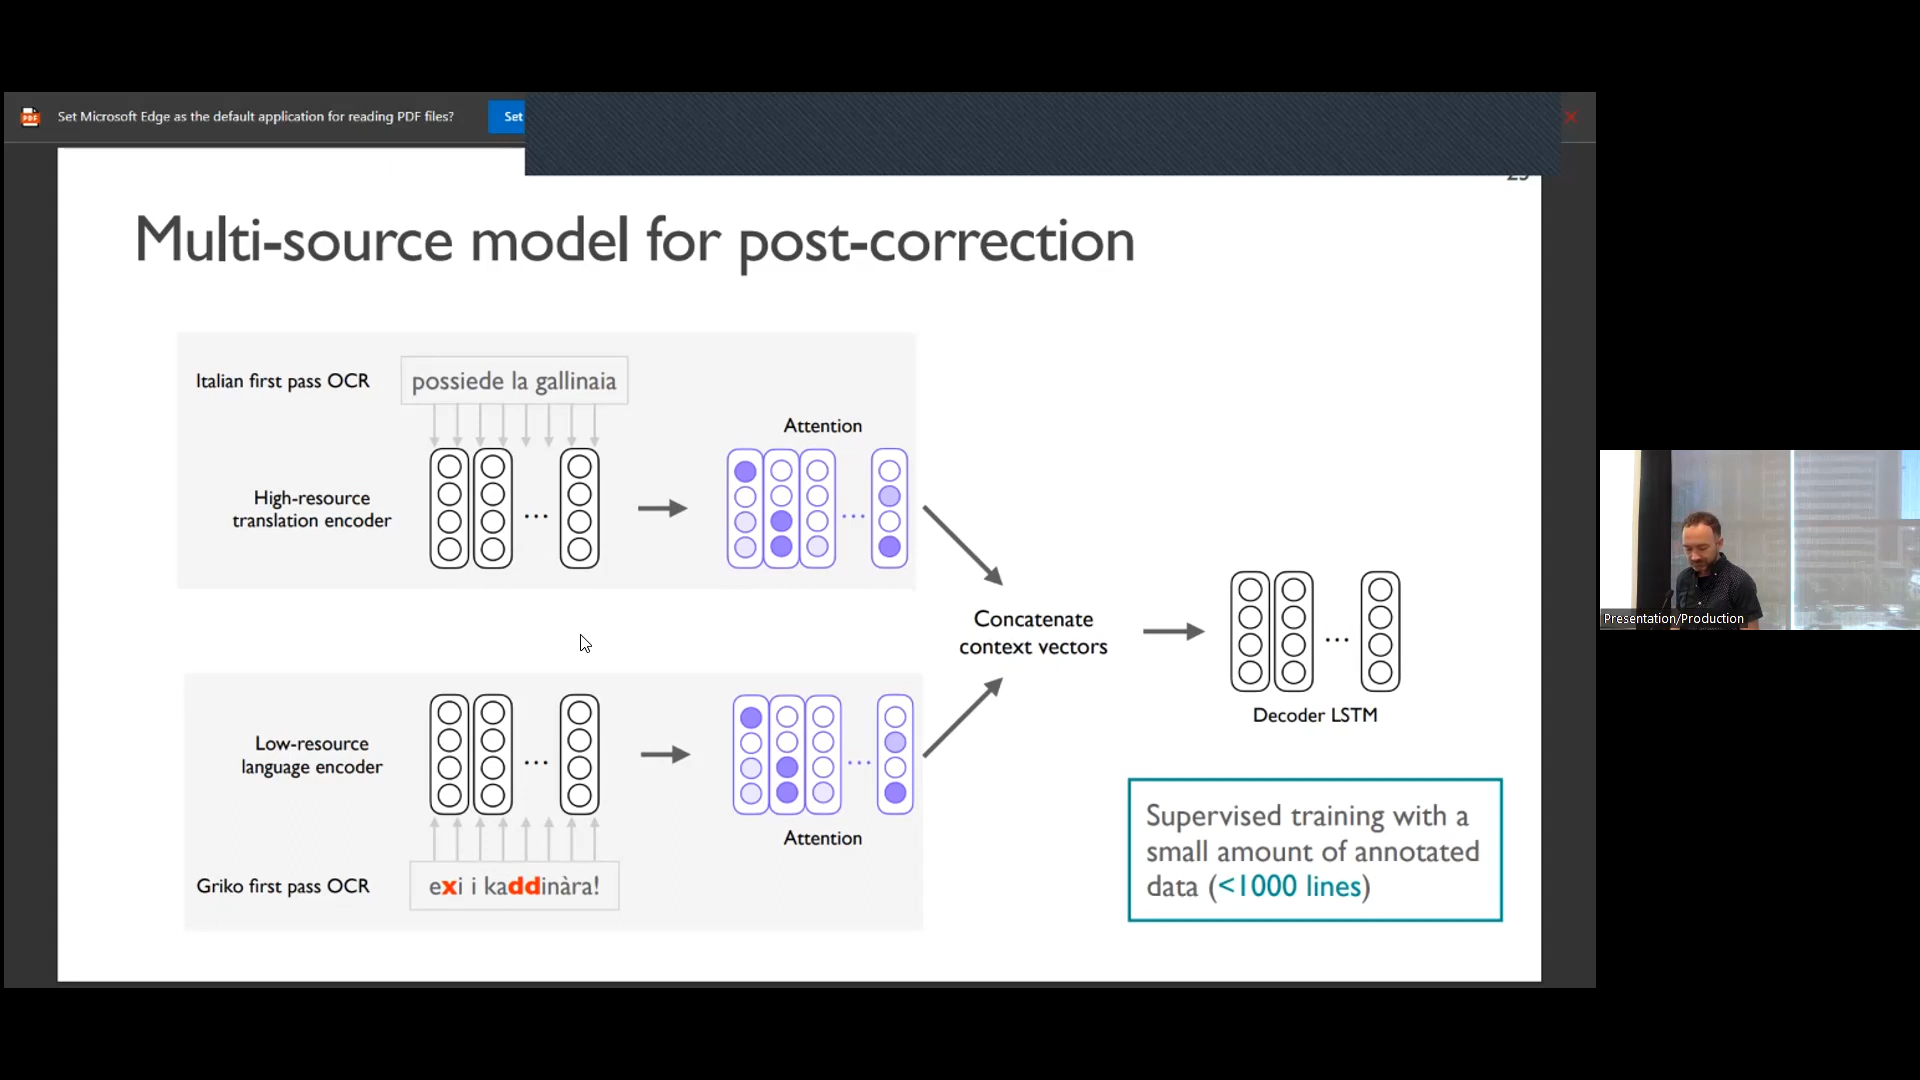 Set Microsoft Edge as the default application for reading PDF files?
Set
Multi-source model for post-correction
Italian first pass OCR
possiede la gallinaia
Attention
High-resource
translation encoder
...
...
Concatenate
context vectors
...
Decoder LSTM
Low-resource
language encoder
...
...
Attention
Griko first pass OCR
exi i kaddinàra!
Supervised training with a
small amount of annotated
data (<1000 lines)
Presentation/Production